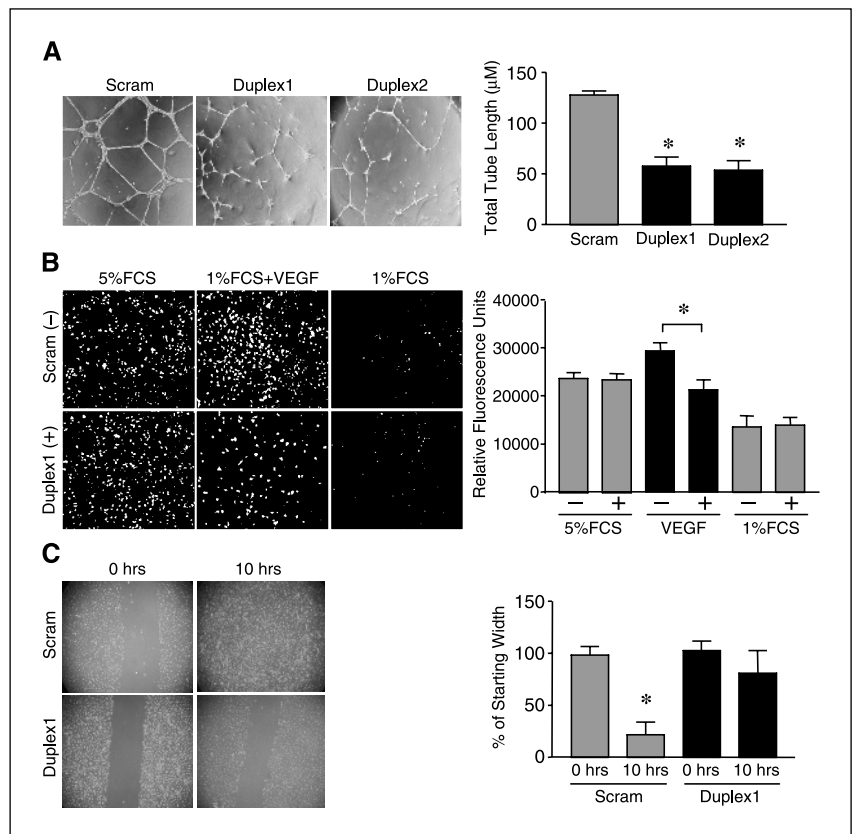 A
Scram Duplex1 Duplex2
Total Tube Length (μM)
150
100
50
0
Scram Duplex1 Duplex2
B
5%FCS 1%FCS+VEGF 1%FCS
Scram (−)
Duplex1 (+)
Relative Fluorescence Units
40000
30000
20000
10000
0
*
*
*
− + − + − +
5%FCS VEGF 1%FCS
C
0 hrs 10 hrs
Scram
Duplex1
% of Starting Width
150
100
50
0
*
0 hrs 10 hrs 0 hrs 10 hrs
Scram Duplex1